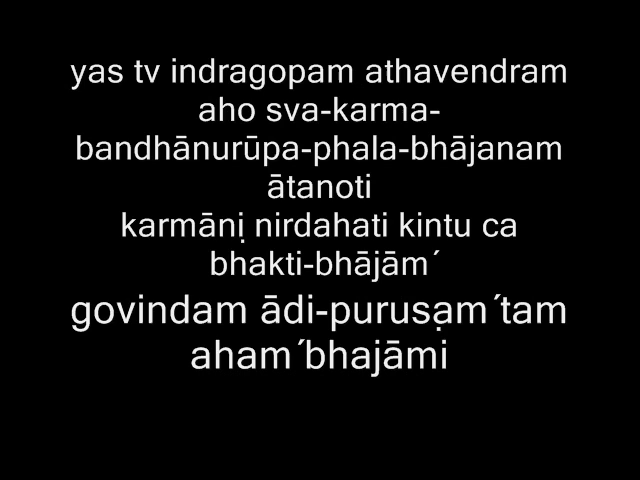 yas tv indragopam athavendram
aho sva-karma-
bandhānurūpa-phala-bhājanam
ātanoti
karmāṇi nirdahati kintu ca
bhakti-bhājām´
govindam ādi-purusạm´tam
aham´bhajāmi